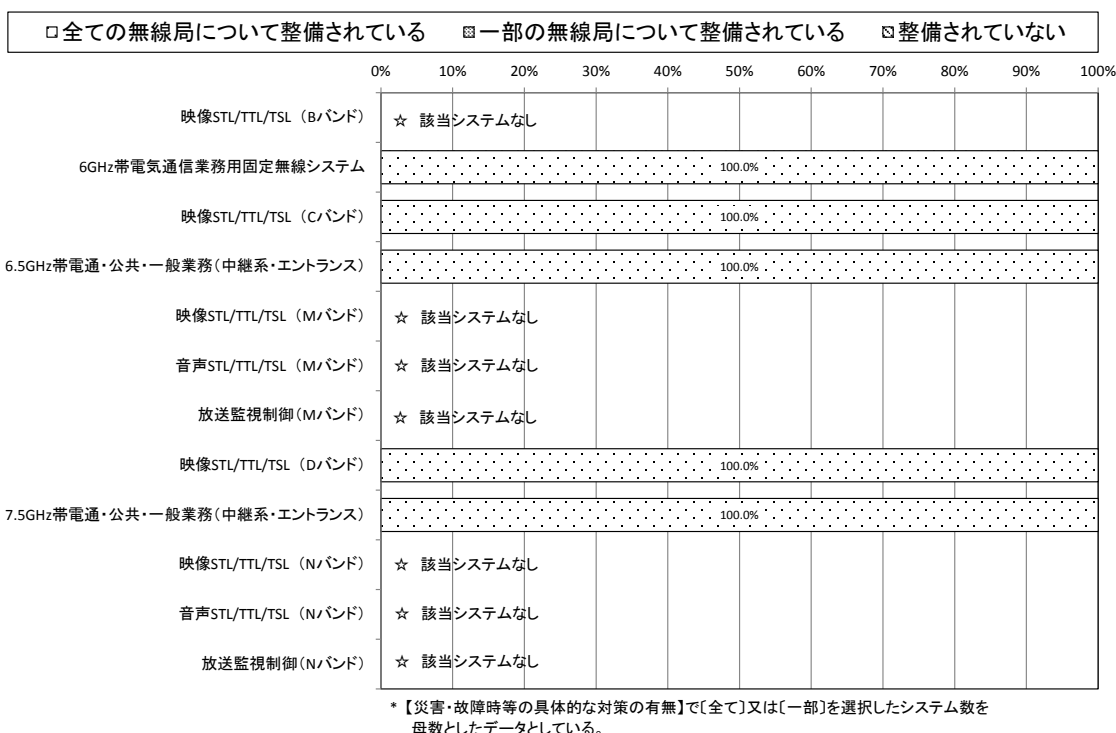 □全ての無線局について整備されている ▨一部の無線局について整備されている ▧整備されていない
0% 10% 20% 30% 40% 50% 60% 70% 80% 90% 100%
映像STL/TTL/TSL（Bバンド） ☆ 該当システムなし
6GHz帯電気通信業務用固定無線システム 100.0%
映像STL/TTL/TSL（Cバンド） 100.0%
6.5GHz帯電通・公共・一般業務（中継系・エントランス） 100.0%
映像STL/TTL/TSL（Mバンド） ☆ 該当システムなし
音声STL/TTL/TSL（Mバンド） ☆ 該当システムなし
放送監視制御（Mバンド） ☆ 該当システムなし
映像STL/TTL/TSL（Dバンド） 100.0%
7.5GHz帯電通・公共・一般業務（中継系・エントランス） 100.0%
映像STL/TTL/TSL（Nバンド） ☆ 該当システムなし
音声STL/TTL/TSL（Nバンド） ☆ 該当システムなし
放送監視制御（Nバンド） ☆ 該当システムなし
* 【災害・故障時等の具体的な対策の有無】で〔全て〕又は〔一部〕を選択したシステム数を
母数としたデータとしている。